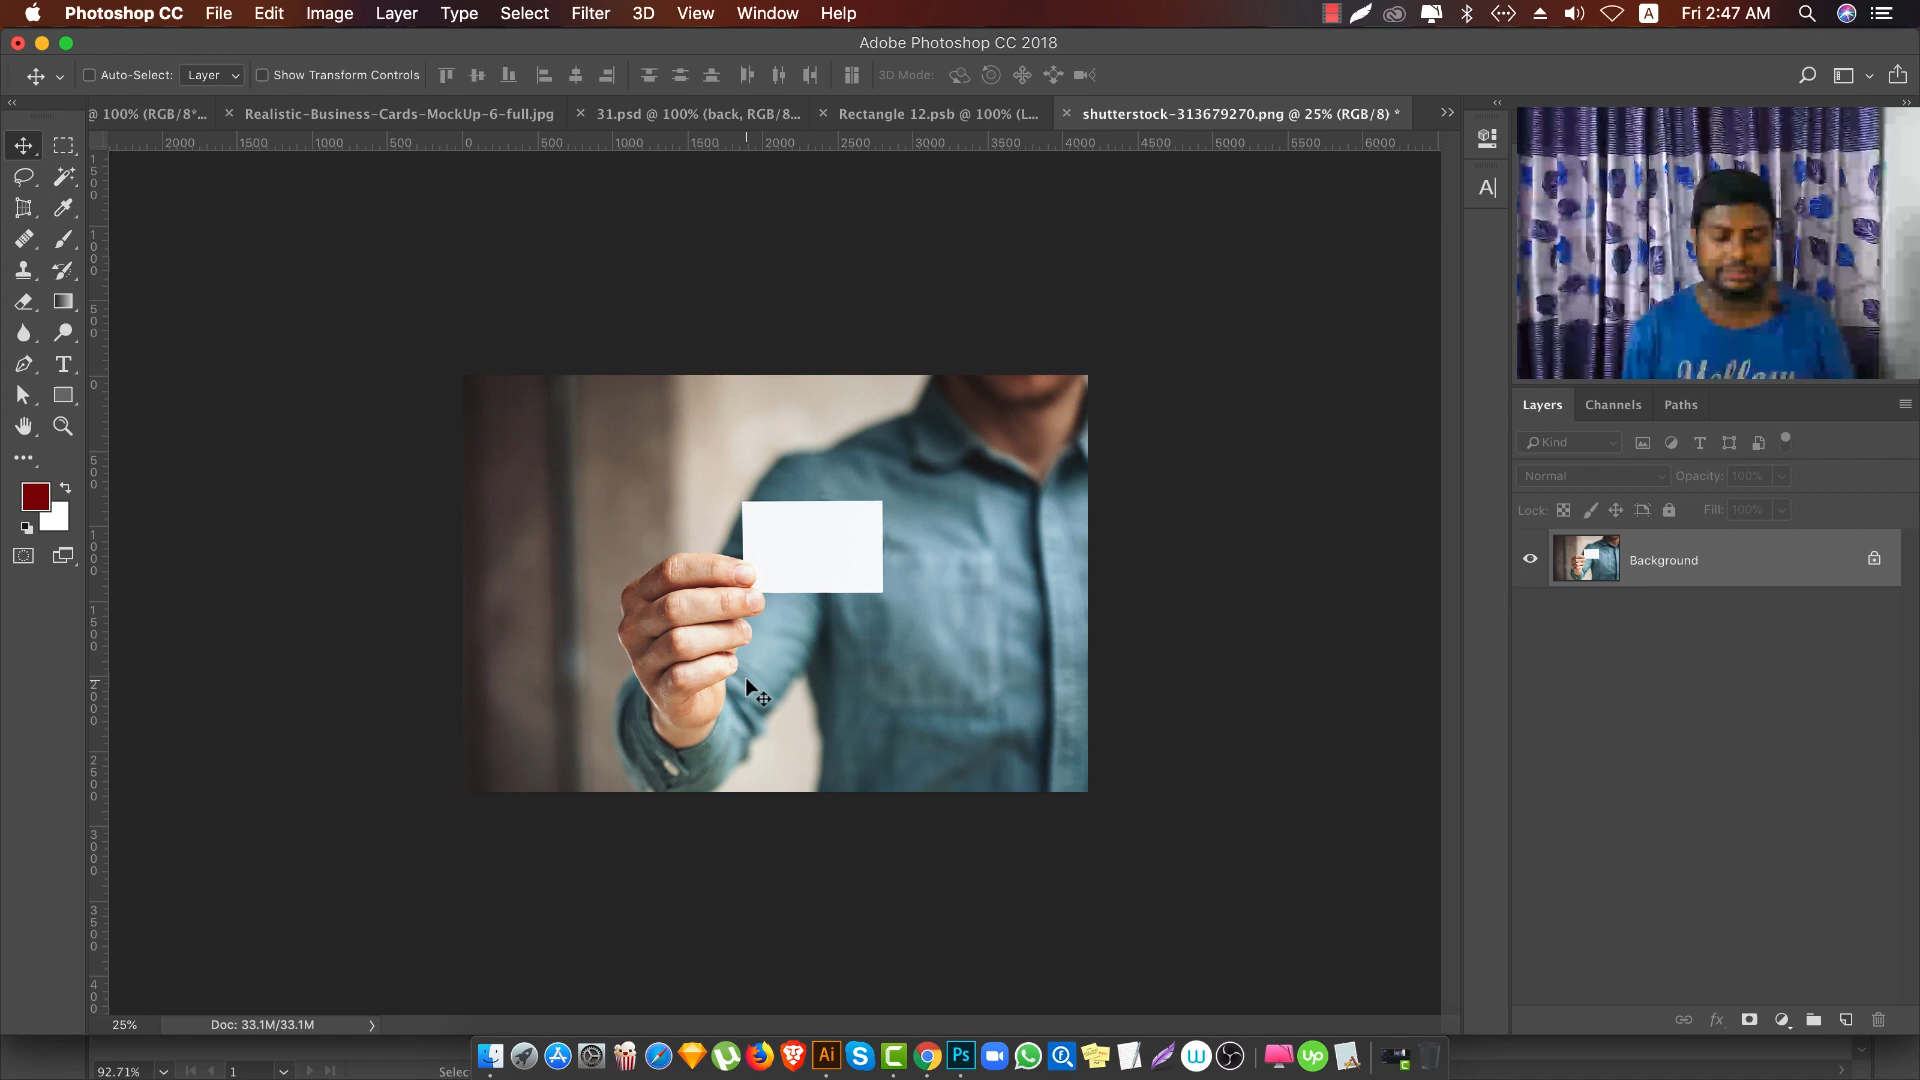 Photoshop CC File Edit Image Layer Type Select Filter 3D View Window Help
A Fri 2:47 AM
Adobe Photoshop CC 2018
Auto-Select: Layer Show Transform Controls 3D Mode:
@ 100% (RGB/8*... Realistic-Business-Cards-MockUp-6-full.jpg 31.psd @ 100% (back, RGB/8... Rectangle 12.psb @ 100% (L... shutterstock-313679270.png @ 25% (RGB/8) *
2000 1500 1000 500 0 500 1000 1500 2000 2500 3000 3500 4000 4500 5000 5500 6000
A
Layers Channels Paths
Kind
Normal Opacity: 100%
Lock: Fill: 100%
Background
25% Doc: 33.1M/33.1M
Ai Ps Up
92.71% 1 Selec